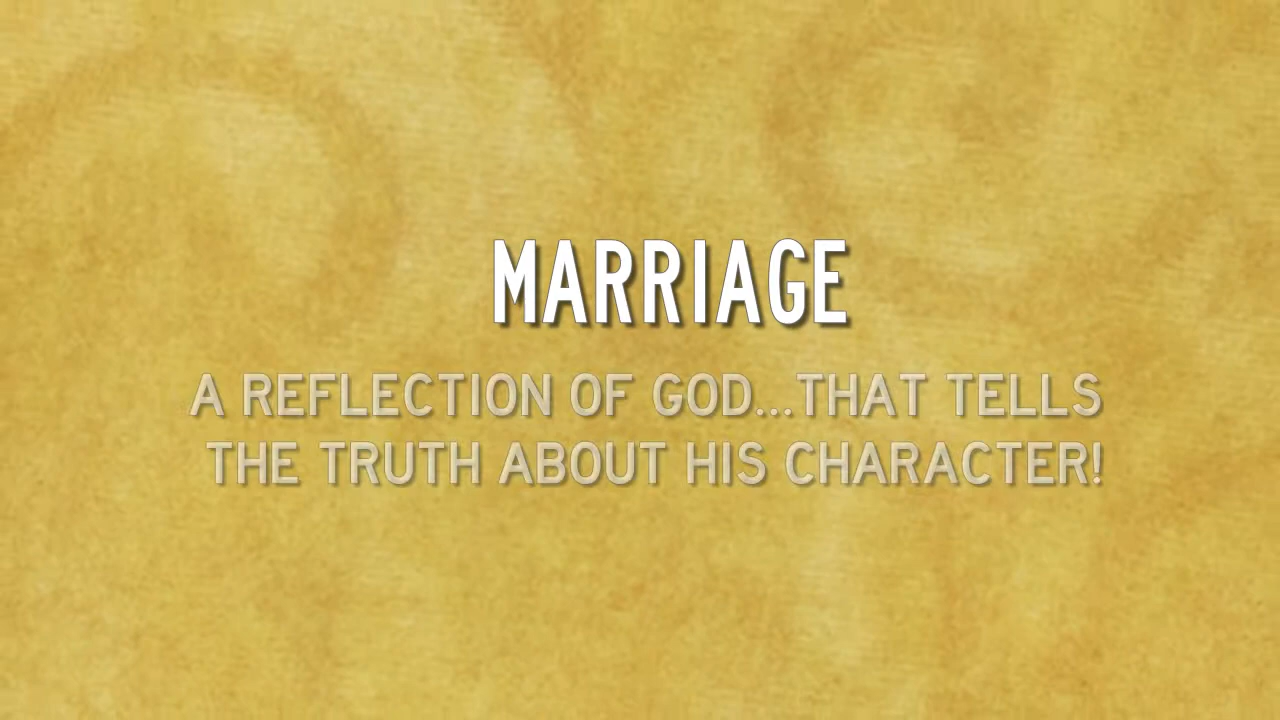 MARRIAGE
A REFLECTION OF GOD...THAT TELLS
THE TRUTH ABOUT HIS CHARACTER!